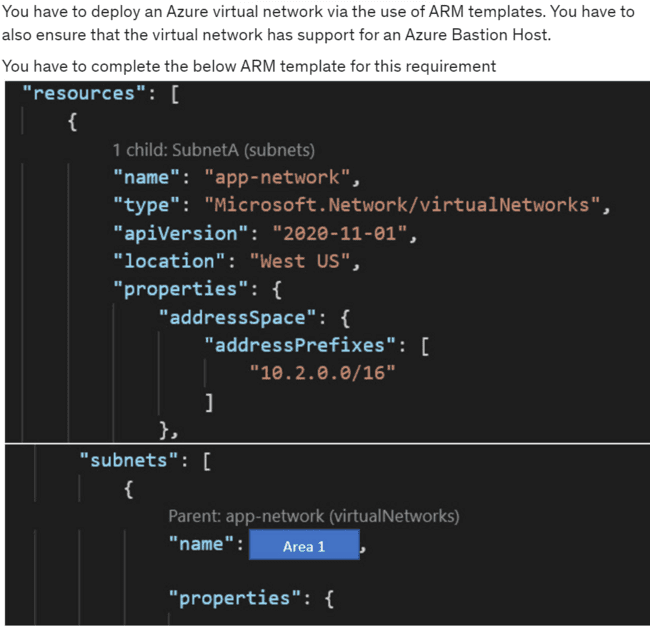 You have to deploy an Azure virtual network via the use of ARM templates. You have to
also ensure that the virtual network has support for an Azure Bastion Host.
You have to complete the below ARM template for this requirement
"resources": [
{
1 child: SubnetA (subnets)
"name": "app-network",
"type": "Microsoft.Network/virtualNetworks",
"apiVersion": "2020-11-01",
"location": "West US",
"properties": {
"addressSpace": {
"addressPrefixes": [
"10.2.0.0/16"
]
},
"subnets": [
{
Parent: app-network (virtualNetworks)
"name": Area 1 ,
"properties": {